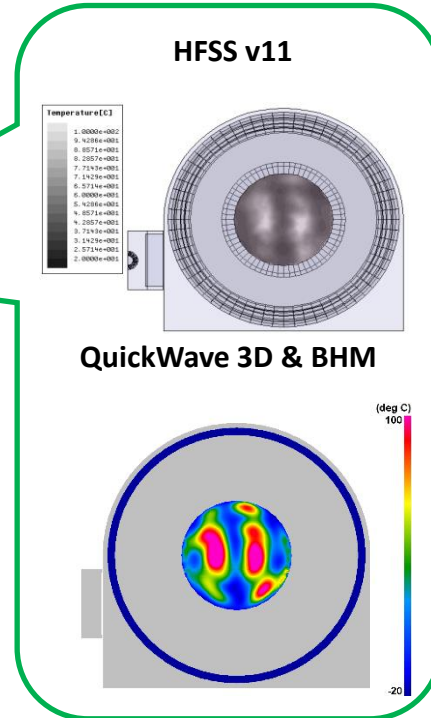 HFSS v11
Temperature[C]
1.0000e+002
9.4286e+001
8.8571e+001
8.2857e+001
7.7143e+001
7.1429e+001
6.5714e+001
6.0000e+001
5.4286e+001
4.8571e+001
4.2857e+001
3.7143e+001
3.1429e+001
2.5714e+001
2.0000e+001
QuickWave 3D & BHM
(deg C)
100
-20